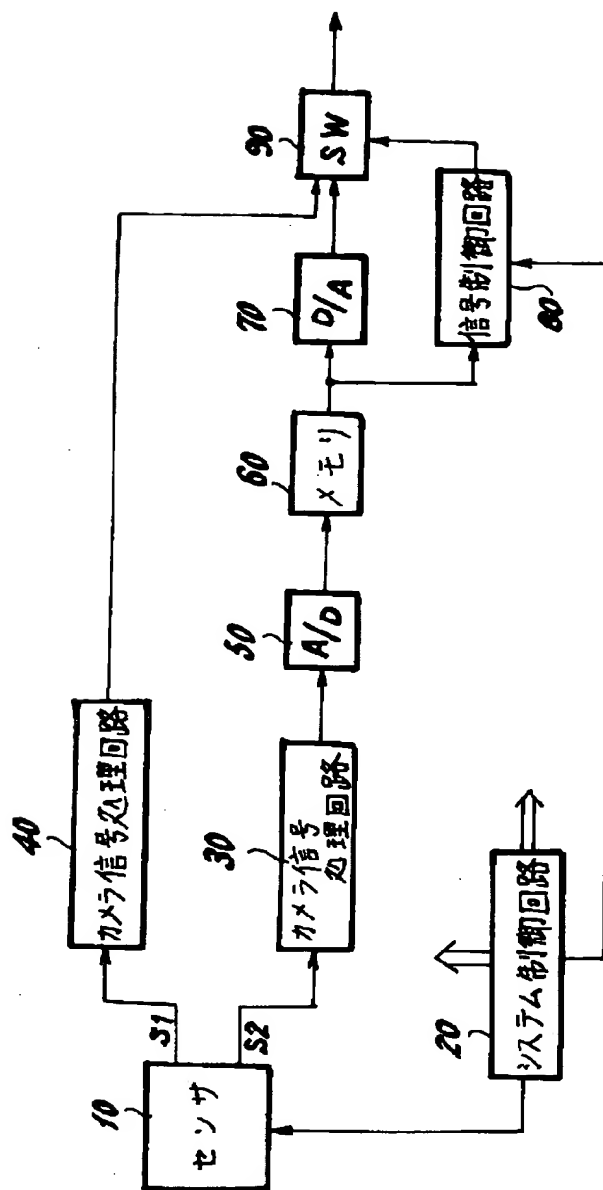 10
センサ
S1
S2
40
カメラ信号処理回路
30
カメラ信号
処理回路
50
A/D
60
メモリ
70
D/A
90
SW
信号制御回路
80
20
システム制御回路